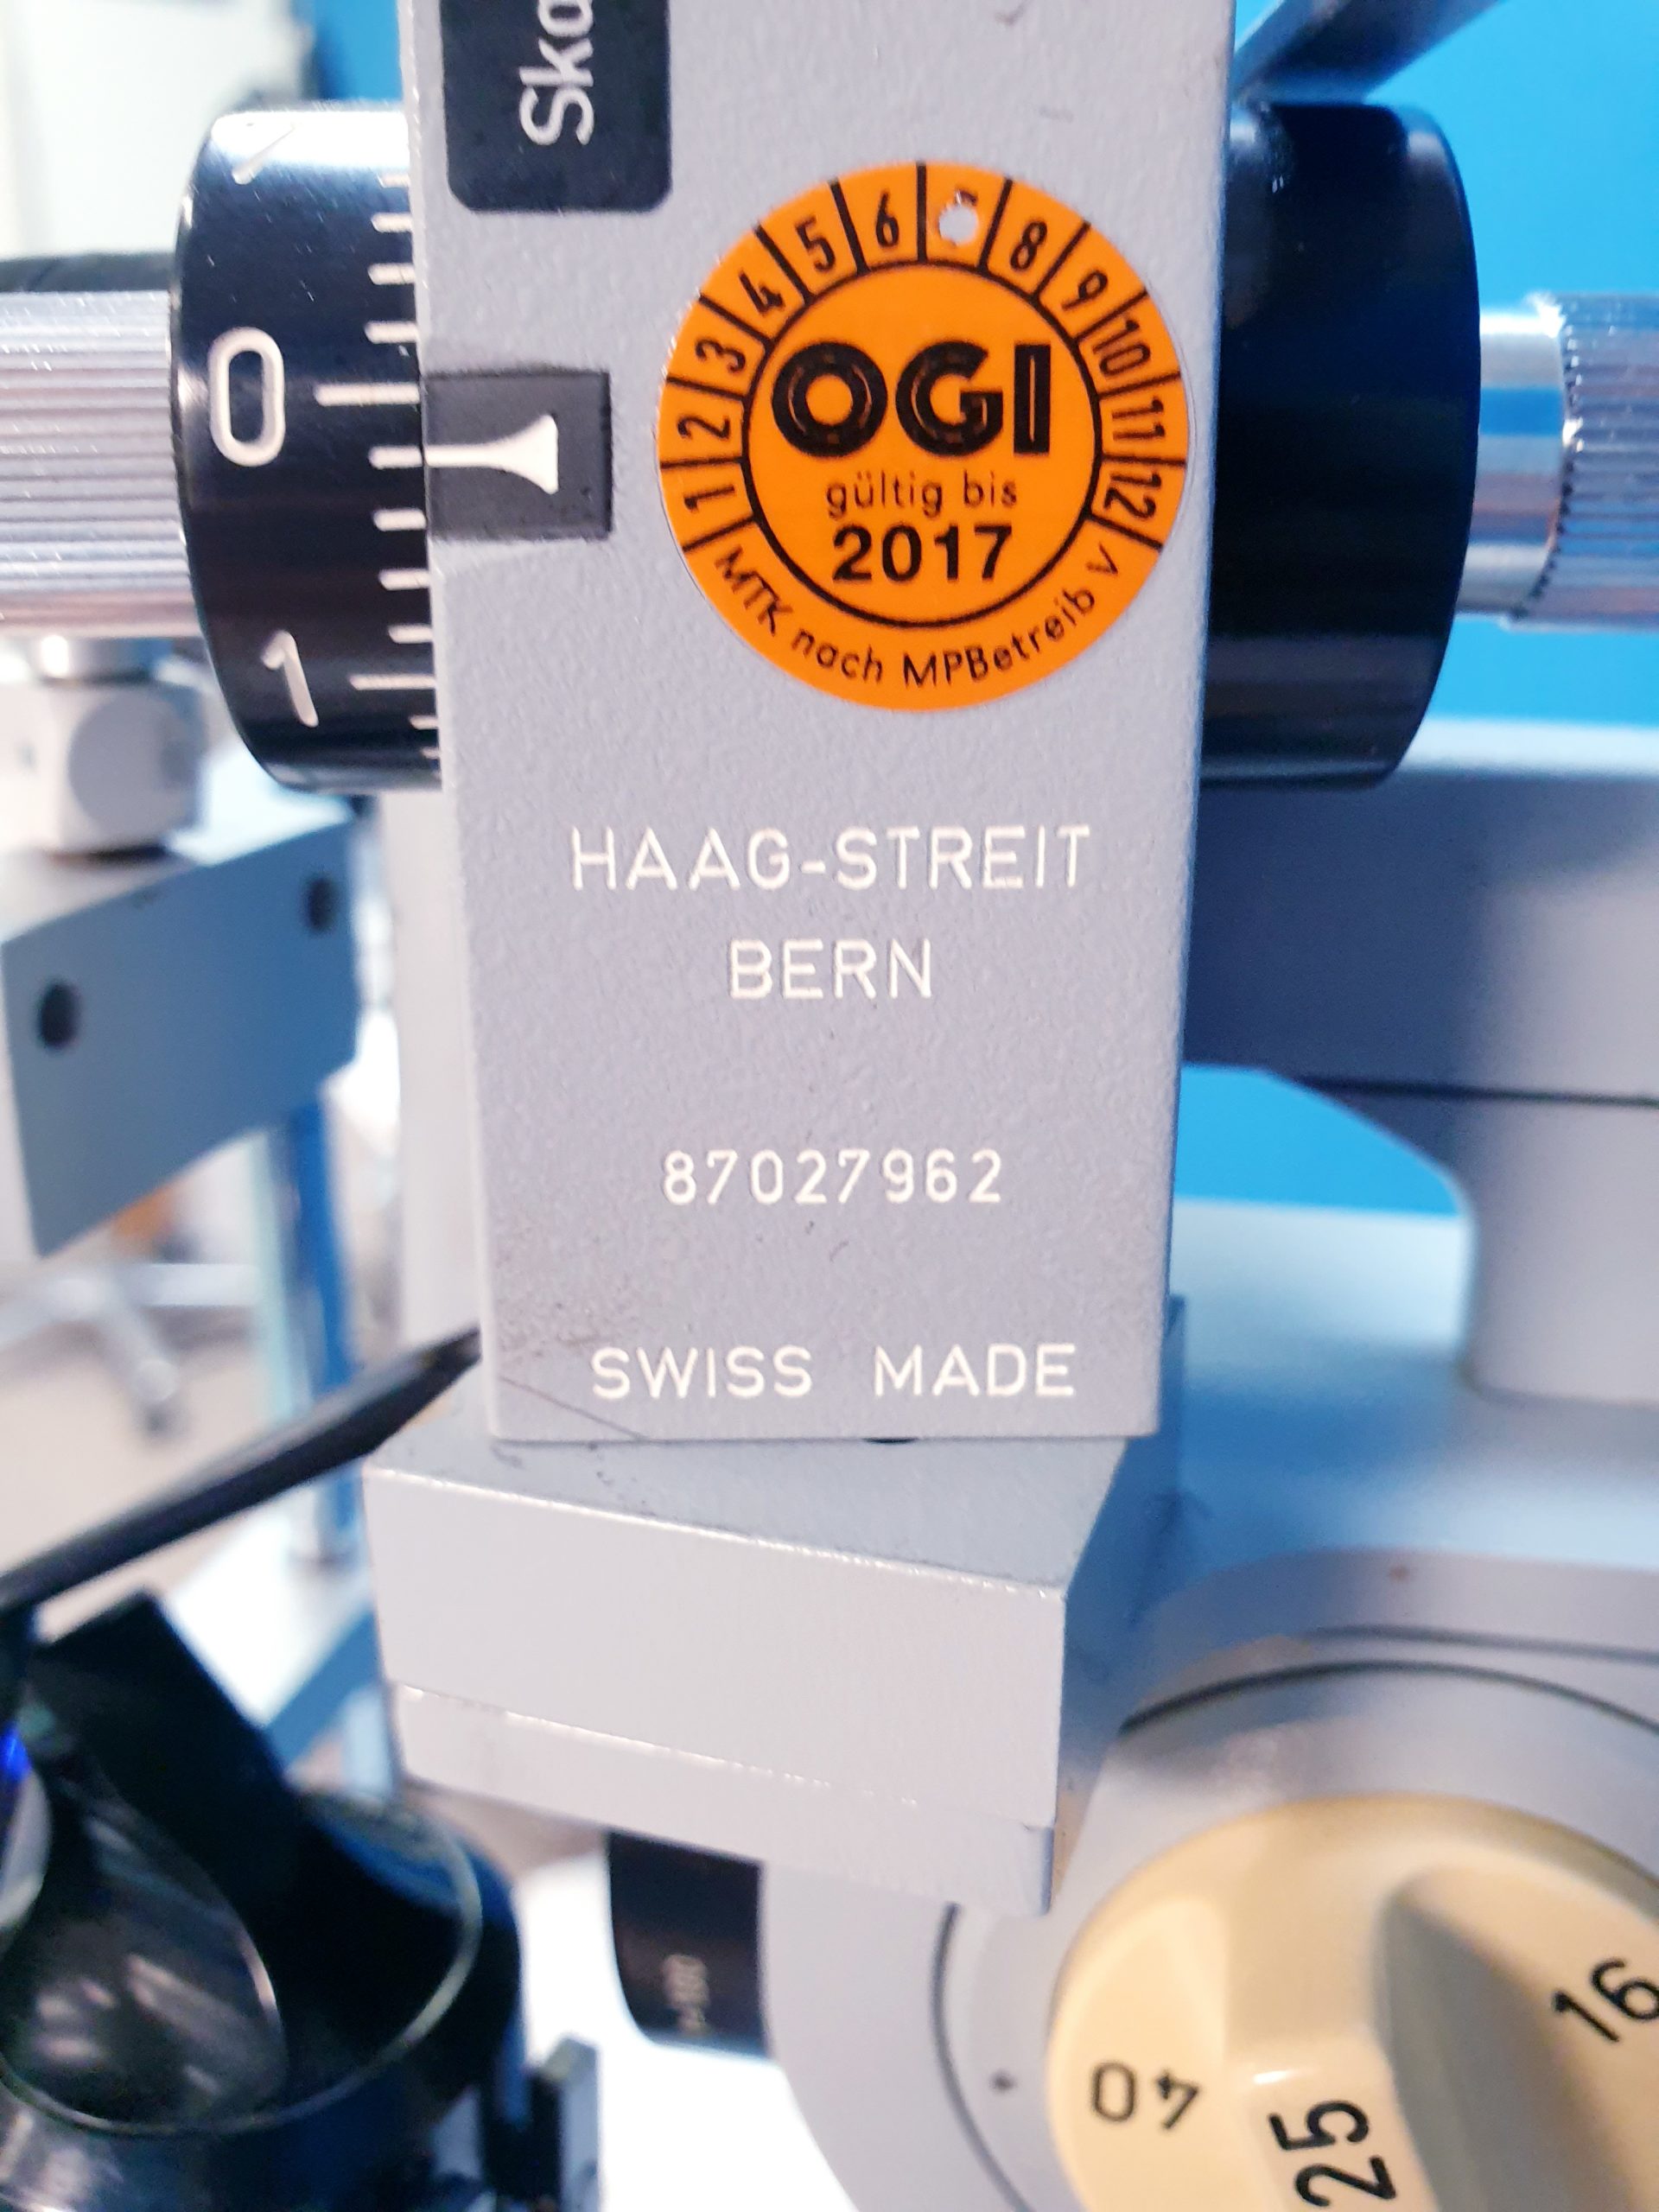 Ska
5 6 8
4 9
3 10
2 11
1 12
OGI
gültig bis
2017
MTK nach MPBetreib V
0
1
HAAG-STREIT
BERN
87027962
SWISS MADE
16
40
25